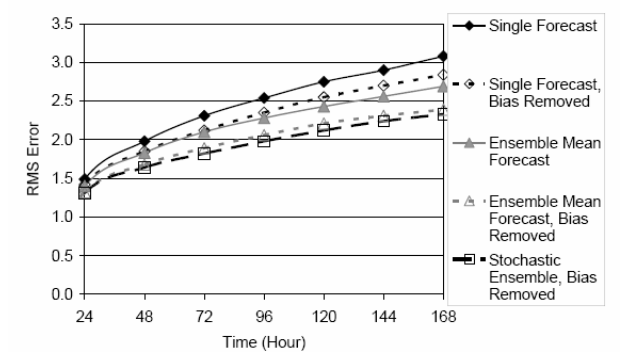 3.5
3.0
2.5
2.0
1.5
1.0
0.5
0.0
RMS Error
24
48
72
96
120
144
168
Time (Hour)
Single Forecast
Single Forecast,
Bias Removed
Ensemble Mean
Forecast
Ensemble Mean
Forecast, Bias
Removed
Stochastic
Ensemble, Bias
Removed